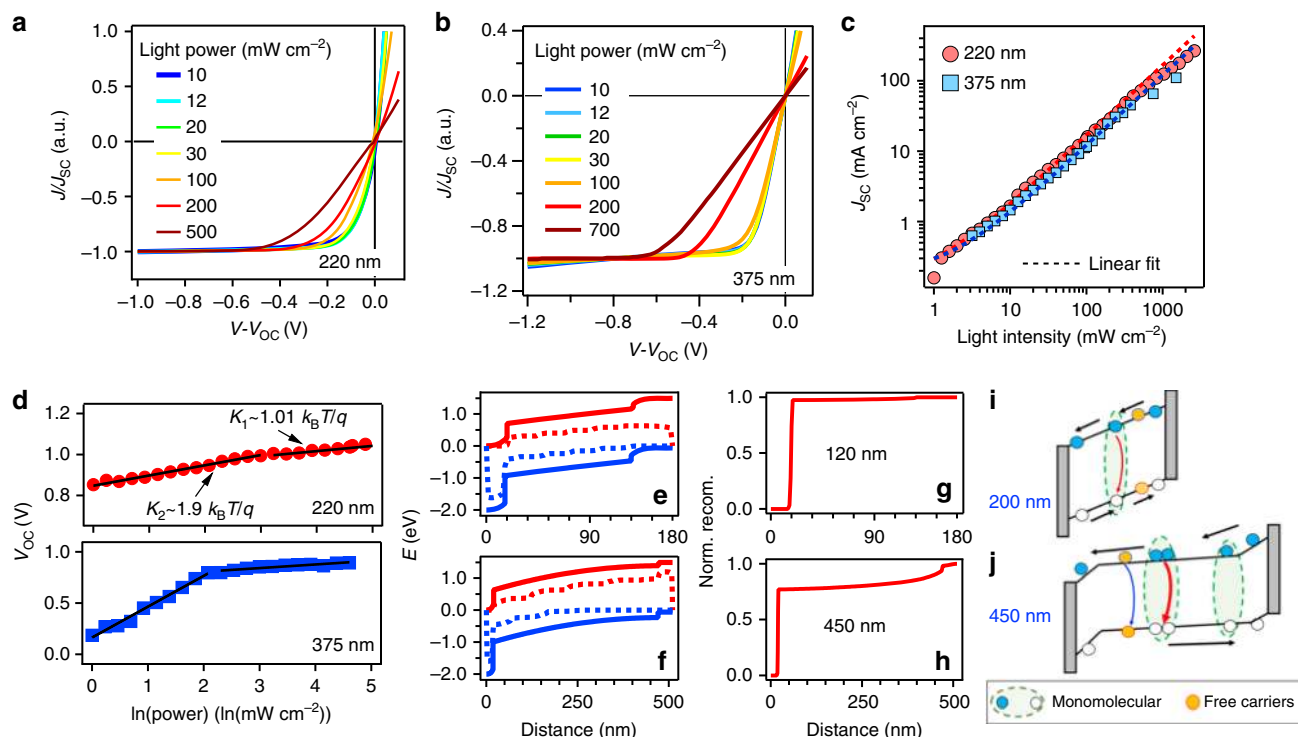 a
Light power (mW cm⁻²)
10
12
20
30
100
200
500
220 nm
1.0
0.5
0.0
−0.5
−1.0
J/JSC (a.u.)
−1.0 −0.8 −0.6 −0.4 −0.2 0.0
V-VOC (V)
b
Light power (mW cm⁻²)
10
12
20
30
100
200
700
375 nm
0.4
0.0
−0.4
−0.8
−1.2
J/JSC (a.u.)
−1.2 −0.8 −0.4 0.0
V-VOC (V)
c
220 nm
375 nm
Linear fit
100
10
1
JSC (mA cm⁻²)
1 10 100 1000
Light intensity (mW cm⁻²)
d
K1~1.01 kBT/q
K2~1.9 kBT/q
220 nm
1.2
1.0
0.8
VOC (V)
1.0
0.5
0.0
375 nm
0 1 2 3 4 5
ln(power) (ln(mW cm⁻²))
e
1.0
0.0
−1.0
−2.0
0 90 180
E (eV)
f
1.0
0.0
−1.0
−2.0
0 250 500
Distance (nm)
g
120 nm
1.0
0.5
0.0
0 90 180
Norm. recom.
h
450 nm
1.0
0.0
0 250 500
Distance (nm)
i
200 nm
j
450 nm
Monomolecular
Free carriers